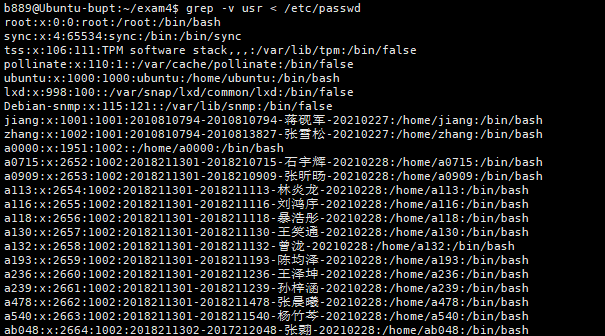 b889@Ubuntu-bupt:~/exam4$ grep -v usr < /etc/passwd
root:x:0:0:root:/root:/bin/bash
sync:x:4:65534:sync:/bin:/bin/sync
tss:x:106:111:TPM software stack,,,:/var/lib/tpm:/bin/false
pollinate:x:110:1::/var/cache/pollinate:/bin/false
ubuntu:x:1000:1000:ubuntu:/home/ubuntu:/bin/bash
lxd:x:998:100::/var/snap/lxd/common/lxd:/bin/false
Debian-snmp:x:115:121::/var/lib/snmp:/bin/false
jiang:x:1001:1001:2010810794-2010810794-蒋砚军-20210227:/home/jiang:/bin/bash
zhang:x:1002:1001:2010810794-2010813827-张雪松-20210227:/home/zhang:/bin/bash
a0000:x:1951:1002::/home/a0000:/bin/bash
a0715:x:2652:1002:2018211301-2018210715-石宇辉-20210228:/home/a0715:/bin/bash
a0909:x:2653:1002:2018211301-2018210909-张昕旸-20210228:/home/a0909:/bin/bash
a113:x:2654:1002:2018211301-2018211113-林炎龙-20210228:/home/a113:/bin/bash
a116:x:2655:1002:2018211301-2018211116-刘鸿序-20210228:/home/a116:/bin/bash
a118:x:2656:1002:2018211301-2018211118-暴浩彤-20210228:/home/a118:/bin/bash
a130:x:2657:1002:2018211301-2018211130-王笑通-20210228:/home/a130:/bin/bash
a132:x:2658:1002:2018211301-2018211132-曾泷-20210228:/home/a132:/bin/bash
a193:x:2659:1002:2018211301-2018211193-陈均泽-20210228:/home/a193:/bin/bash
a236:x:2660:1002:2018211301-2018211236-王泽坤-20210228:/home/a236:/bin/bash
a239:x:2661:1002:2018211301-2018211239-孙梓涵-20210228:/home/a239:/bin/bash
a478:x:2662:1002:2018211301-2018211478-张晨曦-20210228:/home/a478:/bin/bash
a540:x:2663:1002:2018211301-2018211540-杨竹芩-20210228:/home/a540:/bin/bash
ab048:x:2664:1002:2018211302-2017212048-张翱-20210228:/home/ab048:/bin/bash